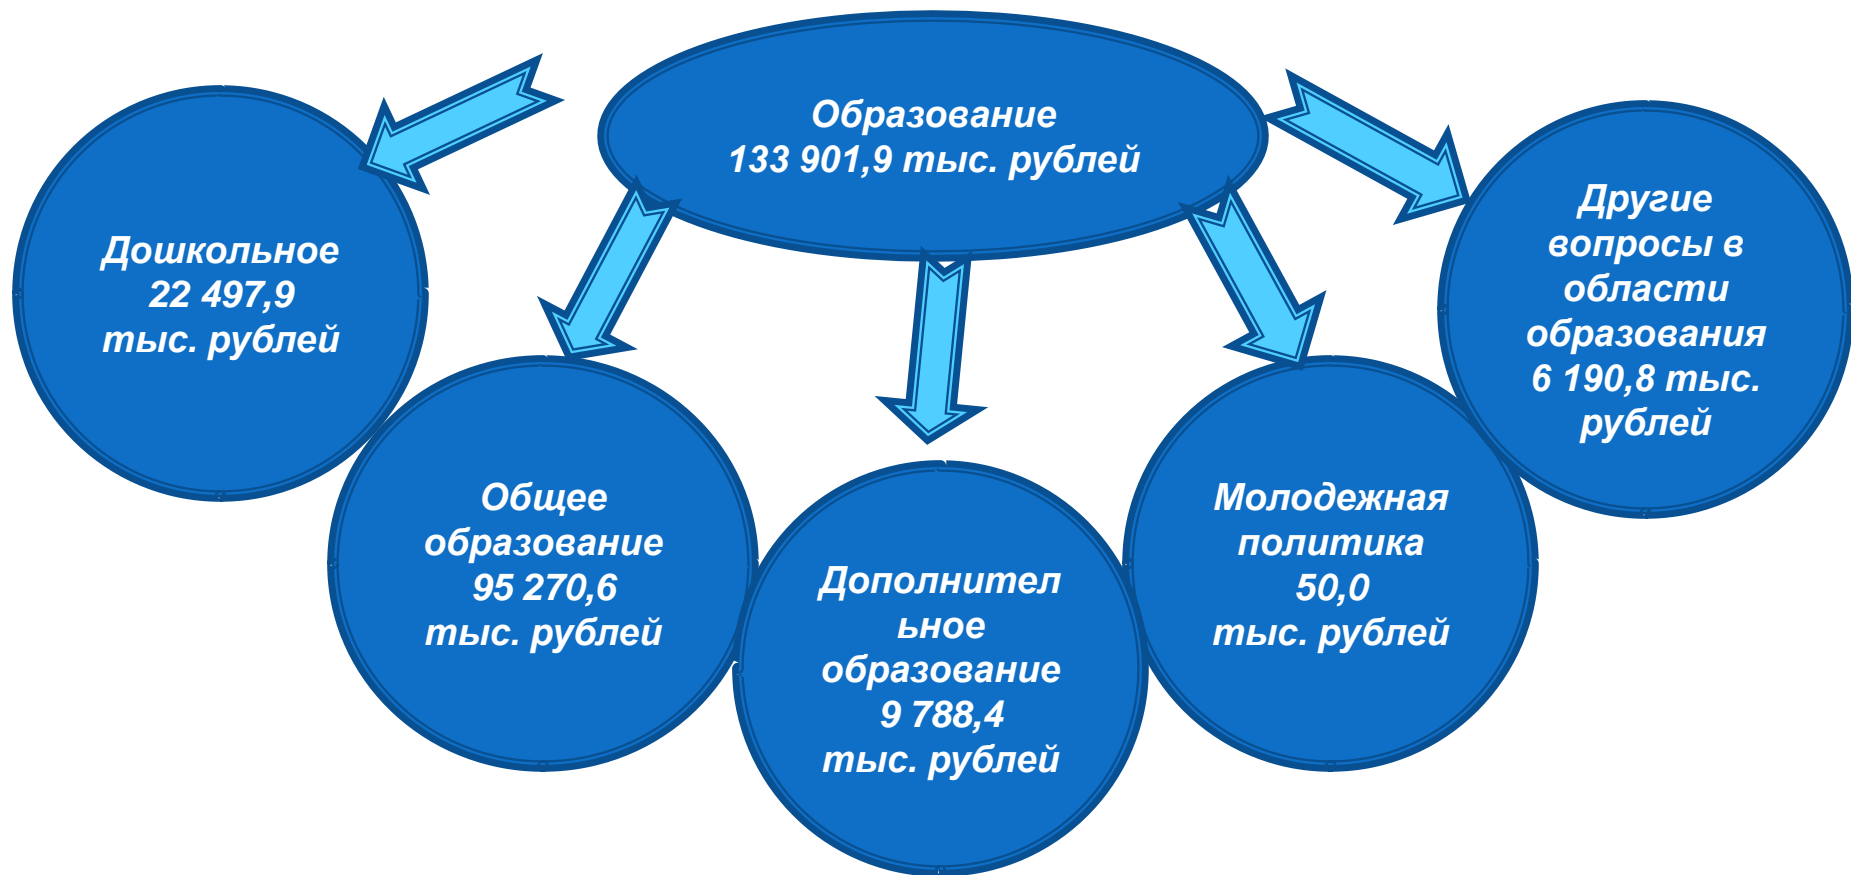 Образование
133 901,9 тыс. рублей
Дошкольное
22 497,9
тыс. рублей
Общее
образование
95 270,6
тыс. рублей
Дополнител
ьное
образование
9 788,4
тыс. рублей
Молодежная
политика
50,0
тыс. рублей
Другие
вопросы в
области
образования
6 190,8 тыс.
рублей